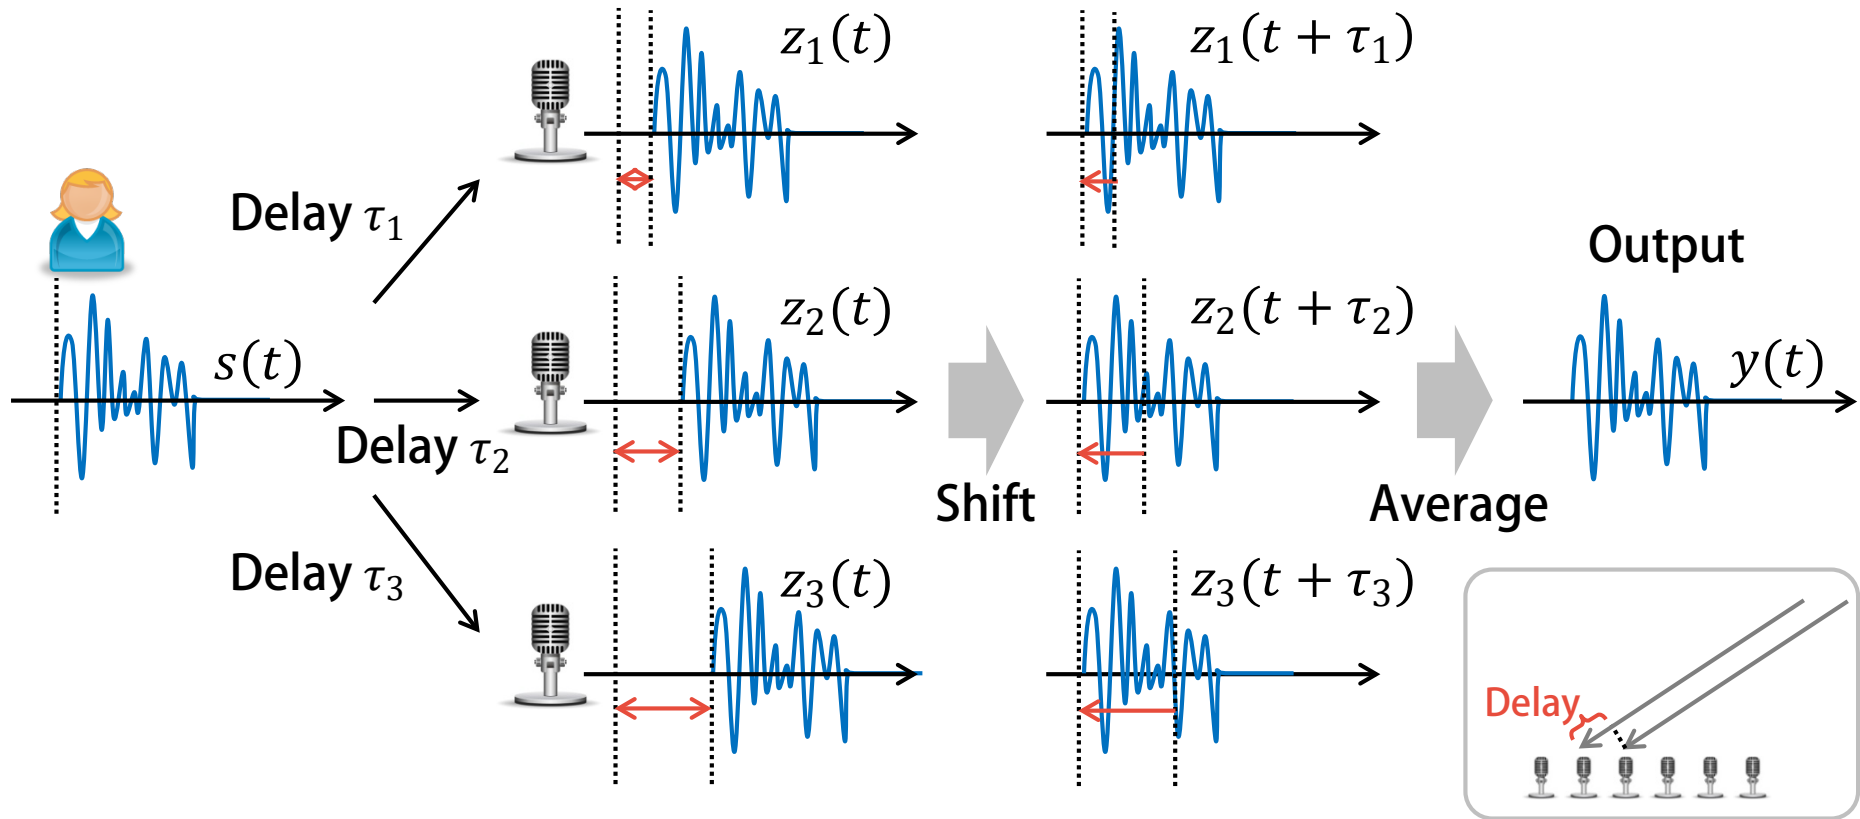 z₁(t)
z₁(t + τ₁)
Delay τ₁
Output
s(t)
z₂(t)
z₂(t + τ₂)
y(t)
Delay τ₂
Shift
Average
Delay τ₃
z₃(t)
z₃(t + τ₃)
Delay